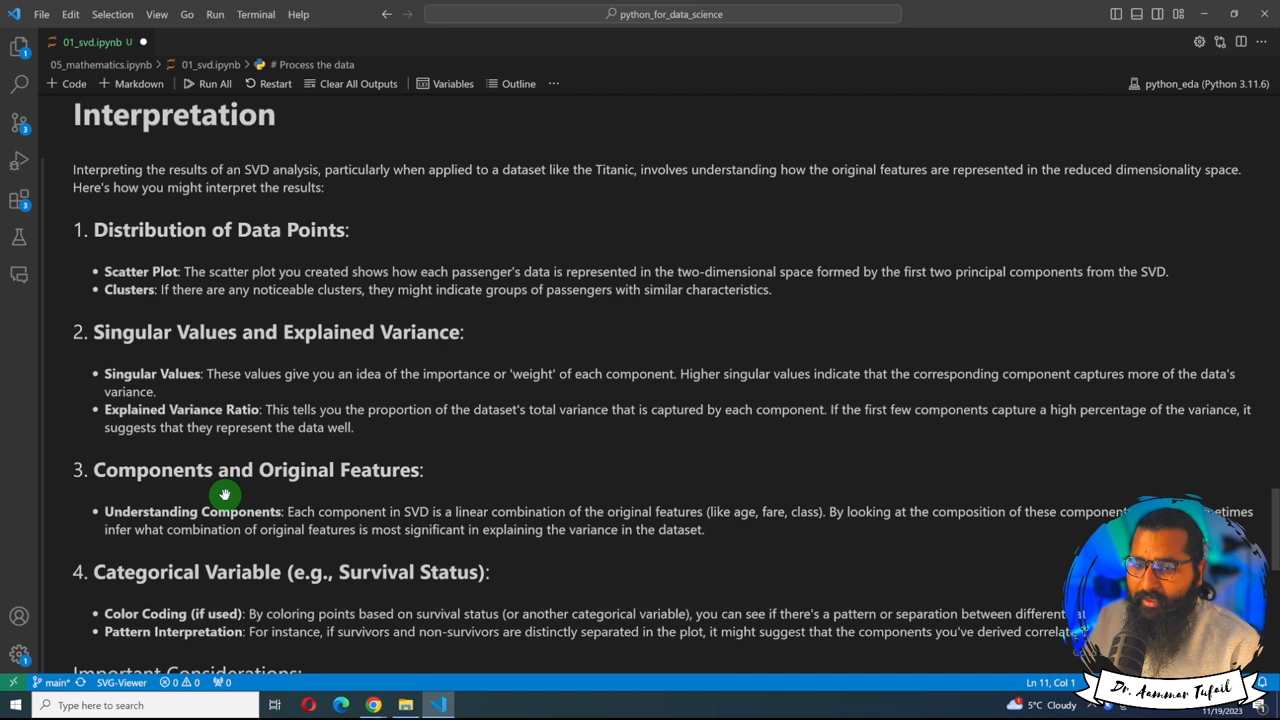 File Edit Selection View Go Run Terminal Help
python_for_data_science
01_svd.ipynb U
05_mathematics.ipynb > 01_svd.ipynb > # Process the data
+ Code + Markdown Run All Restart Clear All Outputs Variables Outline ...
python_eda (Python 3.11.6)
Interpretation
Interpreting the results of an SVD analysis, particularly when applied to a dataset like the Titanic, involves understanding how the original features are represented in the reduced dimensionality space.
Here's how you might interpret the results:
1. Distribution of Data Points:
• Scatter Plot: The scatter plot you created shows how each passenger's data is represented in the two-dimensional space formed by the first two principal components from the SVD.
• Clusters: If there are any noticeable clusters, they might indicate groups of passengers with similar characteristics.
2. Singular Values and Explained Variance:
• Singular Values: These values give you an idea of the importance or 'weight' of each component. Higher singular values indicate that the corresponding component captures more of the data's
variance.
• Explained Variance Ratio: This tells you the proportion of the dataset's total variance that is captured by each component. If the first few components capture a high percentage of the variance, it
suggests that they represent the data well.
3. Components and Original Features:
• Understanding Components: Each component in SVD is a linear combination of the original features (like age, fare, class). By looking at the composition of these compon
infer what combination of original features is most significant in explaining the variance in the dataset.
4. Categorical Variable (e.g., Survival Status):
• Color Coding (if used): By coloring points based on survival status (or another categorical variable), you can see if there's a pattern or separation between different
• Pattern Interpretation: For instance, if survivors and non-survivors are distinctly separated in the plot, it might suggest that the components you've derived correlate
Important Considerations:
main* SVG-Viewer 0 0 0
Ln 11, Col 1
Dr. Aammar Tufail
Type here to search
5°C Cloudy
11/19/2023